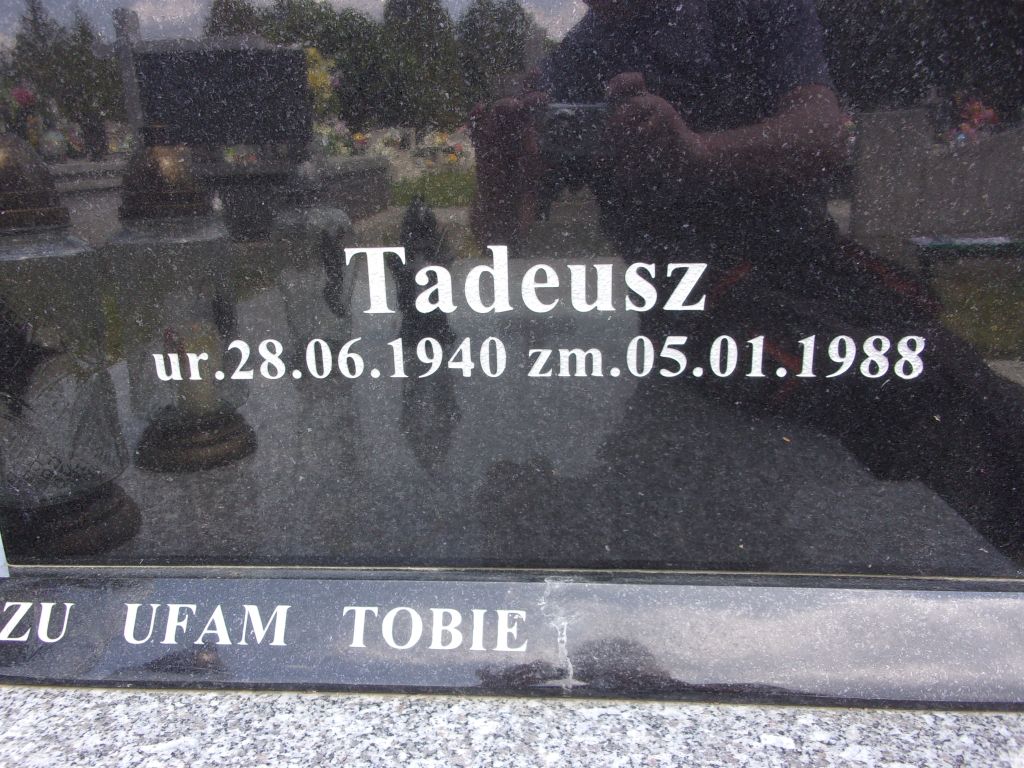 Tadeusz
ur.28.06.1940 zm.05.01.1988
ZU UFAM TOBIE